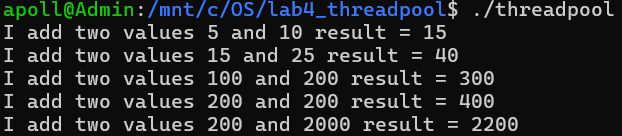 apoll@Admin:/mnt/c/OS/lab4_threadpool$ ./threadpool
I add two values 5 and 10 result = 15
I add two values 15 and 25 result = 40
I add two values 100 and 200 result = 300
I add two values 200 and 200 result = 400
I add two values 200 and 2000 result = 2200